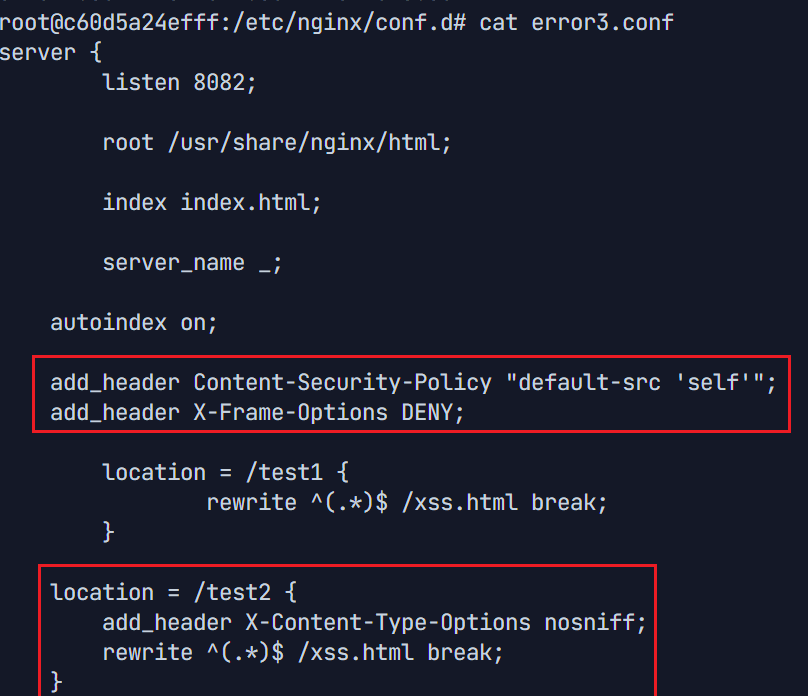 root@c60d5a24efff:/etc/nginx/conf.d# cat error3.conf
server {
listen 8082;
root /usr/share/nginx/html;
index index.html;
server_name _;
autoindex on;
add_header Content-Security-Policy "default-src 'self'";
add_header X-Frame-Options DENY;
location = /test1 {
rewrite ^(.*)$ /xss.html break;
}
location = /test2 {
add_header X-Content-Type-Options nosniff;
rewrite ^(.*)$ /xss.html break;
}